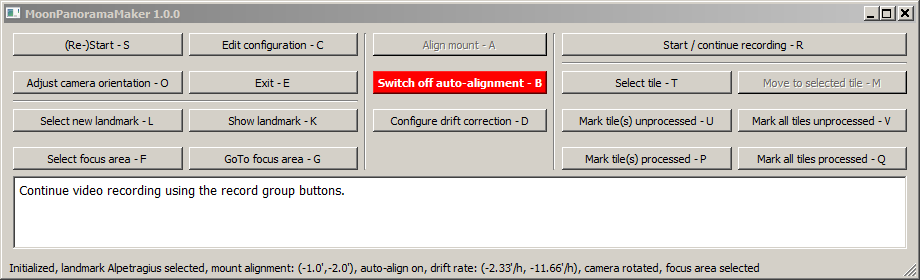 MoonPanoramaMaker 1.0.0
(Re-)Start - S
Edit configuration - C
Align mount - A
Start / continue recording - R
Adjust camera orientation - O
Exit - E
Switch off auto-alignment - B
Select tile - T
Move to selected tile - M
Select new landmark - L
Show landmark - K
Configure drift correction - D
Mark tile(s) unprocessed - U
Mark all tiles unprocessed - V
Select focus area - F
GoTo focus area - G
Mark tile(s) processed - P
Mark all tiles processed - Q
Continue video recording using the record group buttons.
Initialized, landmark Alpetragius selected, mount alignment: (-1.0',-2.0'), auto-align on, drift rate: (-2.33'/h, -11.66'/h), camera rotated, focus area selected